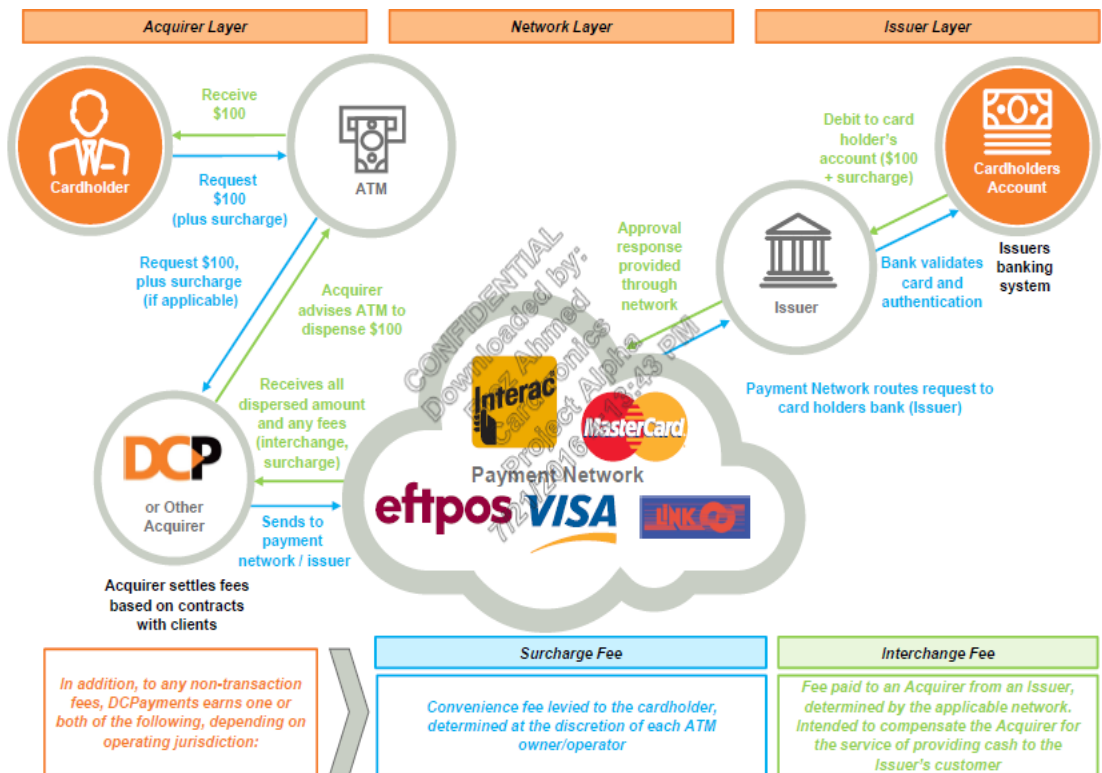 Acquirer Layer
Network Layer
Issuer Layer
Receive
$100
Cardholder
Request
$100
(plus surcharge)
ATM
Debit to card
holder's
account ($100
+ surcharge)
Cardholders
Account
Request $100,
plus surcharge
(if applicable)
Acquirer
advises ATM to
dispense $100
Approval
response
provided
through
network
Issuer
Bank validates
card and
authentication
Issuers
banking
system
CONFIDENTIAL
Downloaded by:
Ahmed
Cardtronics
Project Alpha
7/21/2016 :13:43 PM
Payment Network routes request to
card holders bank (Issuer)
Receives all
dispersed amount
and any fees
(interchange,
surcharge)
DCP
or Other
Acquirer
Sends to
payment
network / issuer
Interac
MasterCard
Payment Network
eftpos
VISA
LINK
Acquirer settles fees
based on contracts
with clients
In addition, to any non-transaction
fees, DCPayments earns one or
both of the following, depending on
operating jurisdiction:
Surcharge Fee
Convenience fee levied to the cardholder,
determined at the discretion of each ATM
owner/operator
Interchange Fee
Fee paid to an Acquirer from an Issuer,
determined by the applicable network.
Intended to compensate the Acquirer for
the service of providing cash to the
Issuer's customer